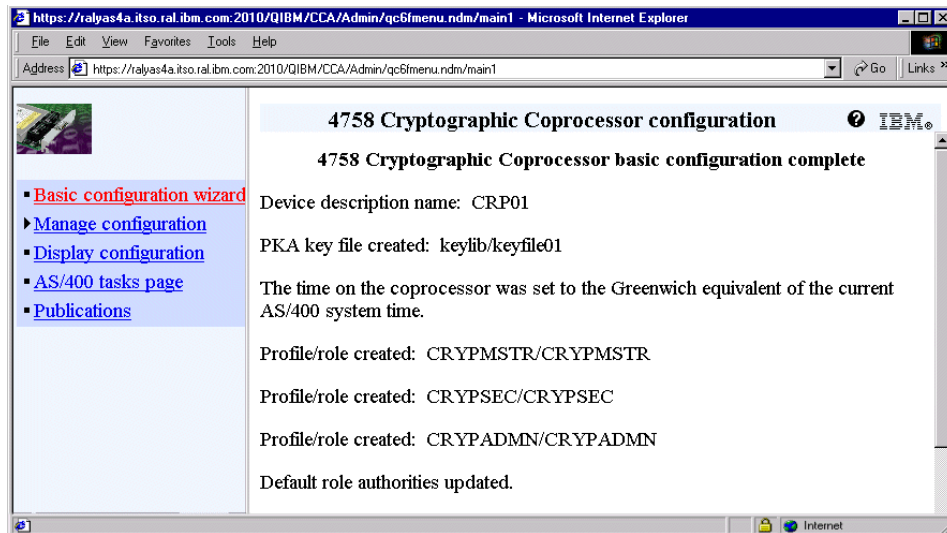 https://ralyas4a.itso.ral.ibm.com:2010/QIBM/CCA/Admin/qc6fmenu.ndm/main1 - Microsoft Internet Explorer
File Edit View Favorites Tools Help
Address https://ralyas4a.itso.ral.ibm.com:2010/QIBM/CCA/Admin/qc6fmenu.ndm/main1 Go Links »
4758 Cryptographic Coprocessor configuration ? IBM®
4758 Cryptographic Coprocessor basic configuration complete
Basic configuration wizard
Manage configuration
Display configuration
AS/400 tasks page
Publications
Device description name: CRP01
PKA key file created: keylib/keyfile01
The time on the coprocessor was set to the Greenwich equivalent of the current
AS/400 system time.
Profile/role created: CRYPMSTR/CRYPMSTR
Profile/role created: CRYPSEC/CRYPSEC
Profile/role created: CRYPADMN/CRYPADMN
Default role authorities updated.
Internet